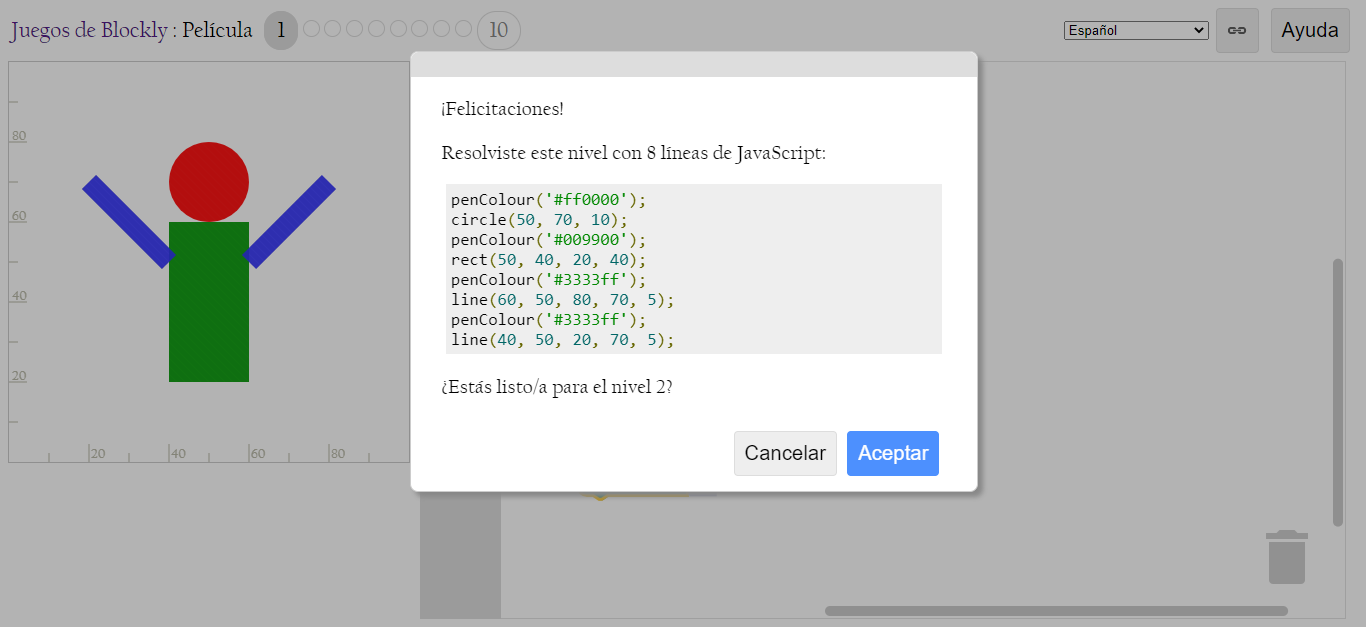 Juegos de Blockly : Película 1 10 Español Ayuda
¡Felicitaciones!
Resolviste este nivel con 8 líneas de JavaScript:
penColour('#ff0000');
circle(50, 70, 10);
penColour('#009900');
rect(50, 40, 20, 40);
penColour('#3333ff');
line(60, 50, 80, 70, 5);
penColour('#3333ff');
line(40, 50, 20, 70, 5);
¿Estás listo/a para el nivel 2?
Cancelar Aceptar
80
60
40
20
20 40 60 80